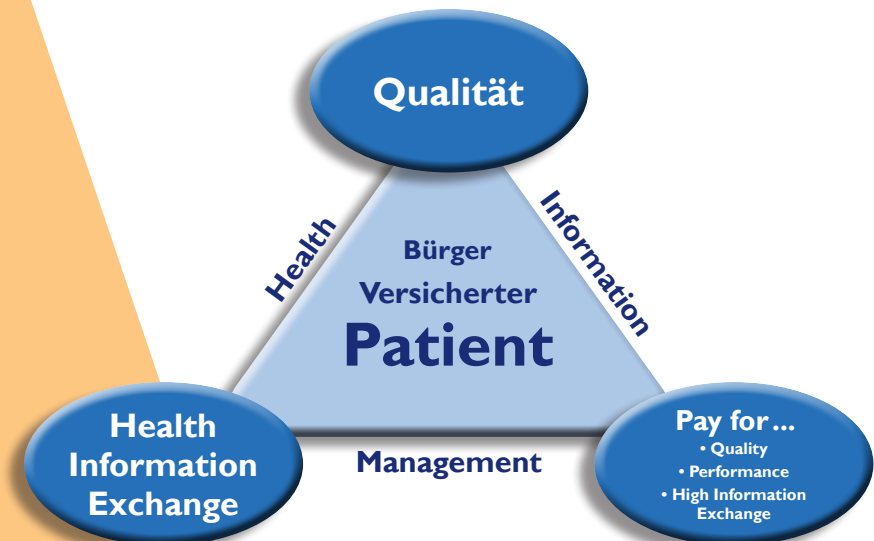 Qualität
Health
Information
Bürger
Versicherter
Patient
Health
Information
Exchange
Management
Pay for...
• Quality
• Performance
• High Information
Exchange